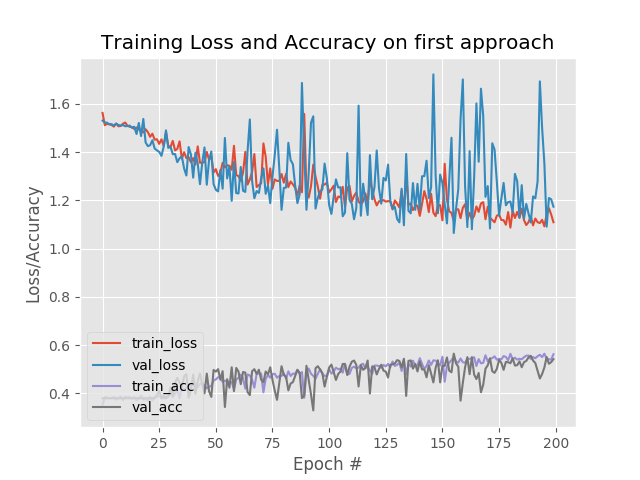 Training Loss and Accuracy on first approach
Loss/Accuracy
1.6
1.4
1.2
1.0
0.8
0.6
0.4
train_loss
val_loss
train_acc
val_acc
0 25 50 75 100 125 150 175 200
Epoch #